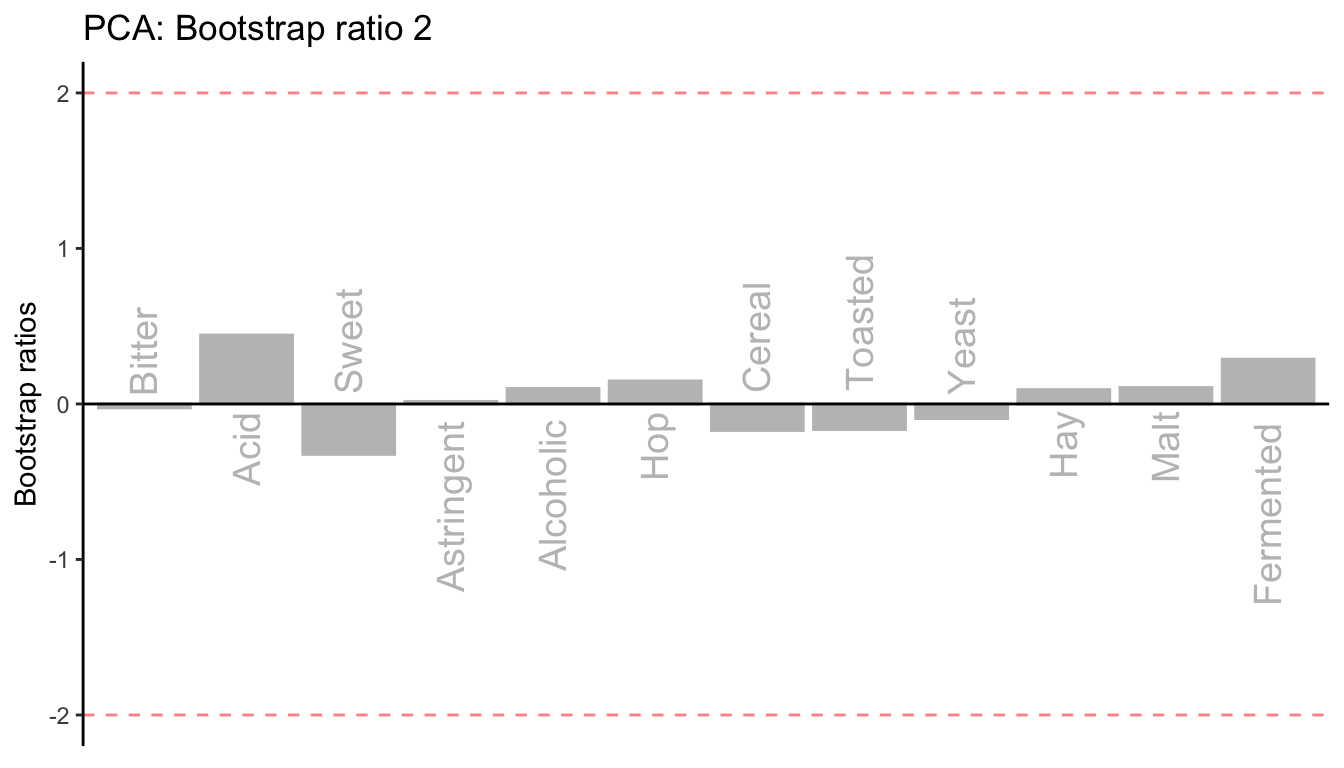 PCA: Bootstrap ratio 2
Bootstrap ratios
2
1
0
-1
-2
Bitter
Acid
Sweet
Astringent
Alcoholic
Hop
Cereal
Toasted
Yeast
Hay
Malt
Fermented